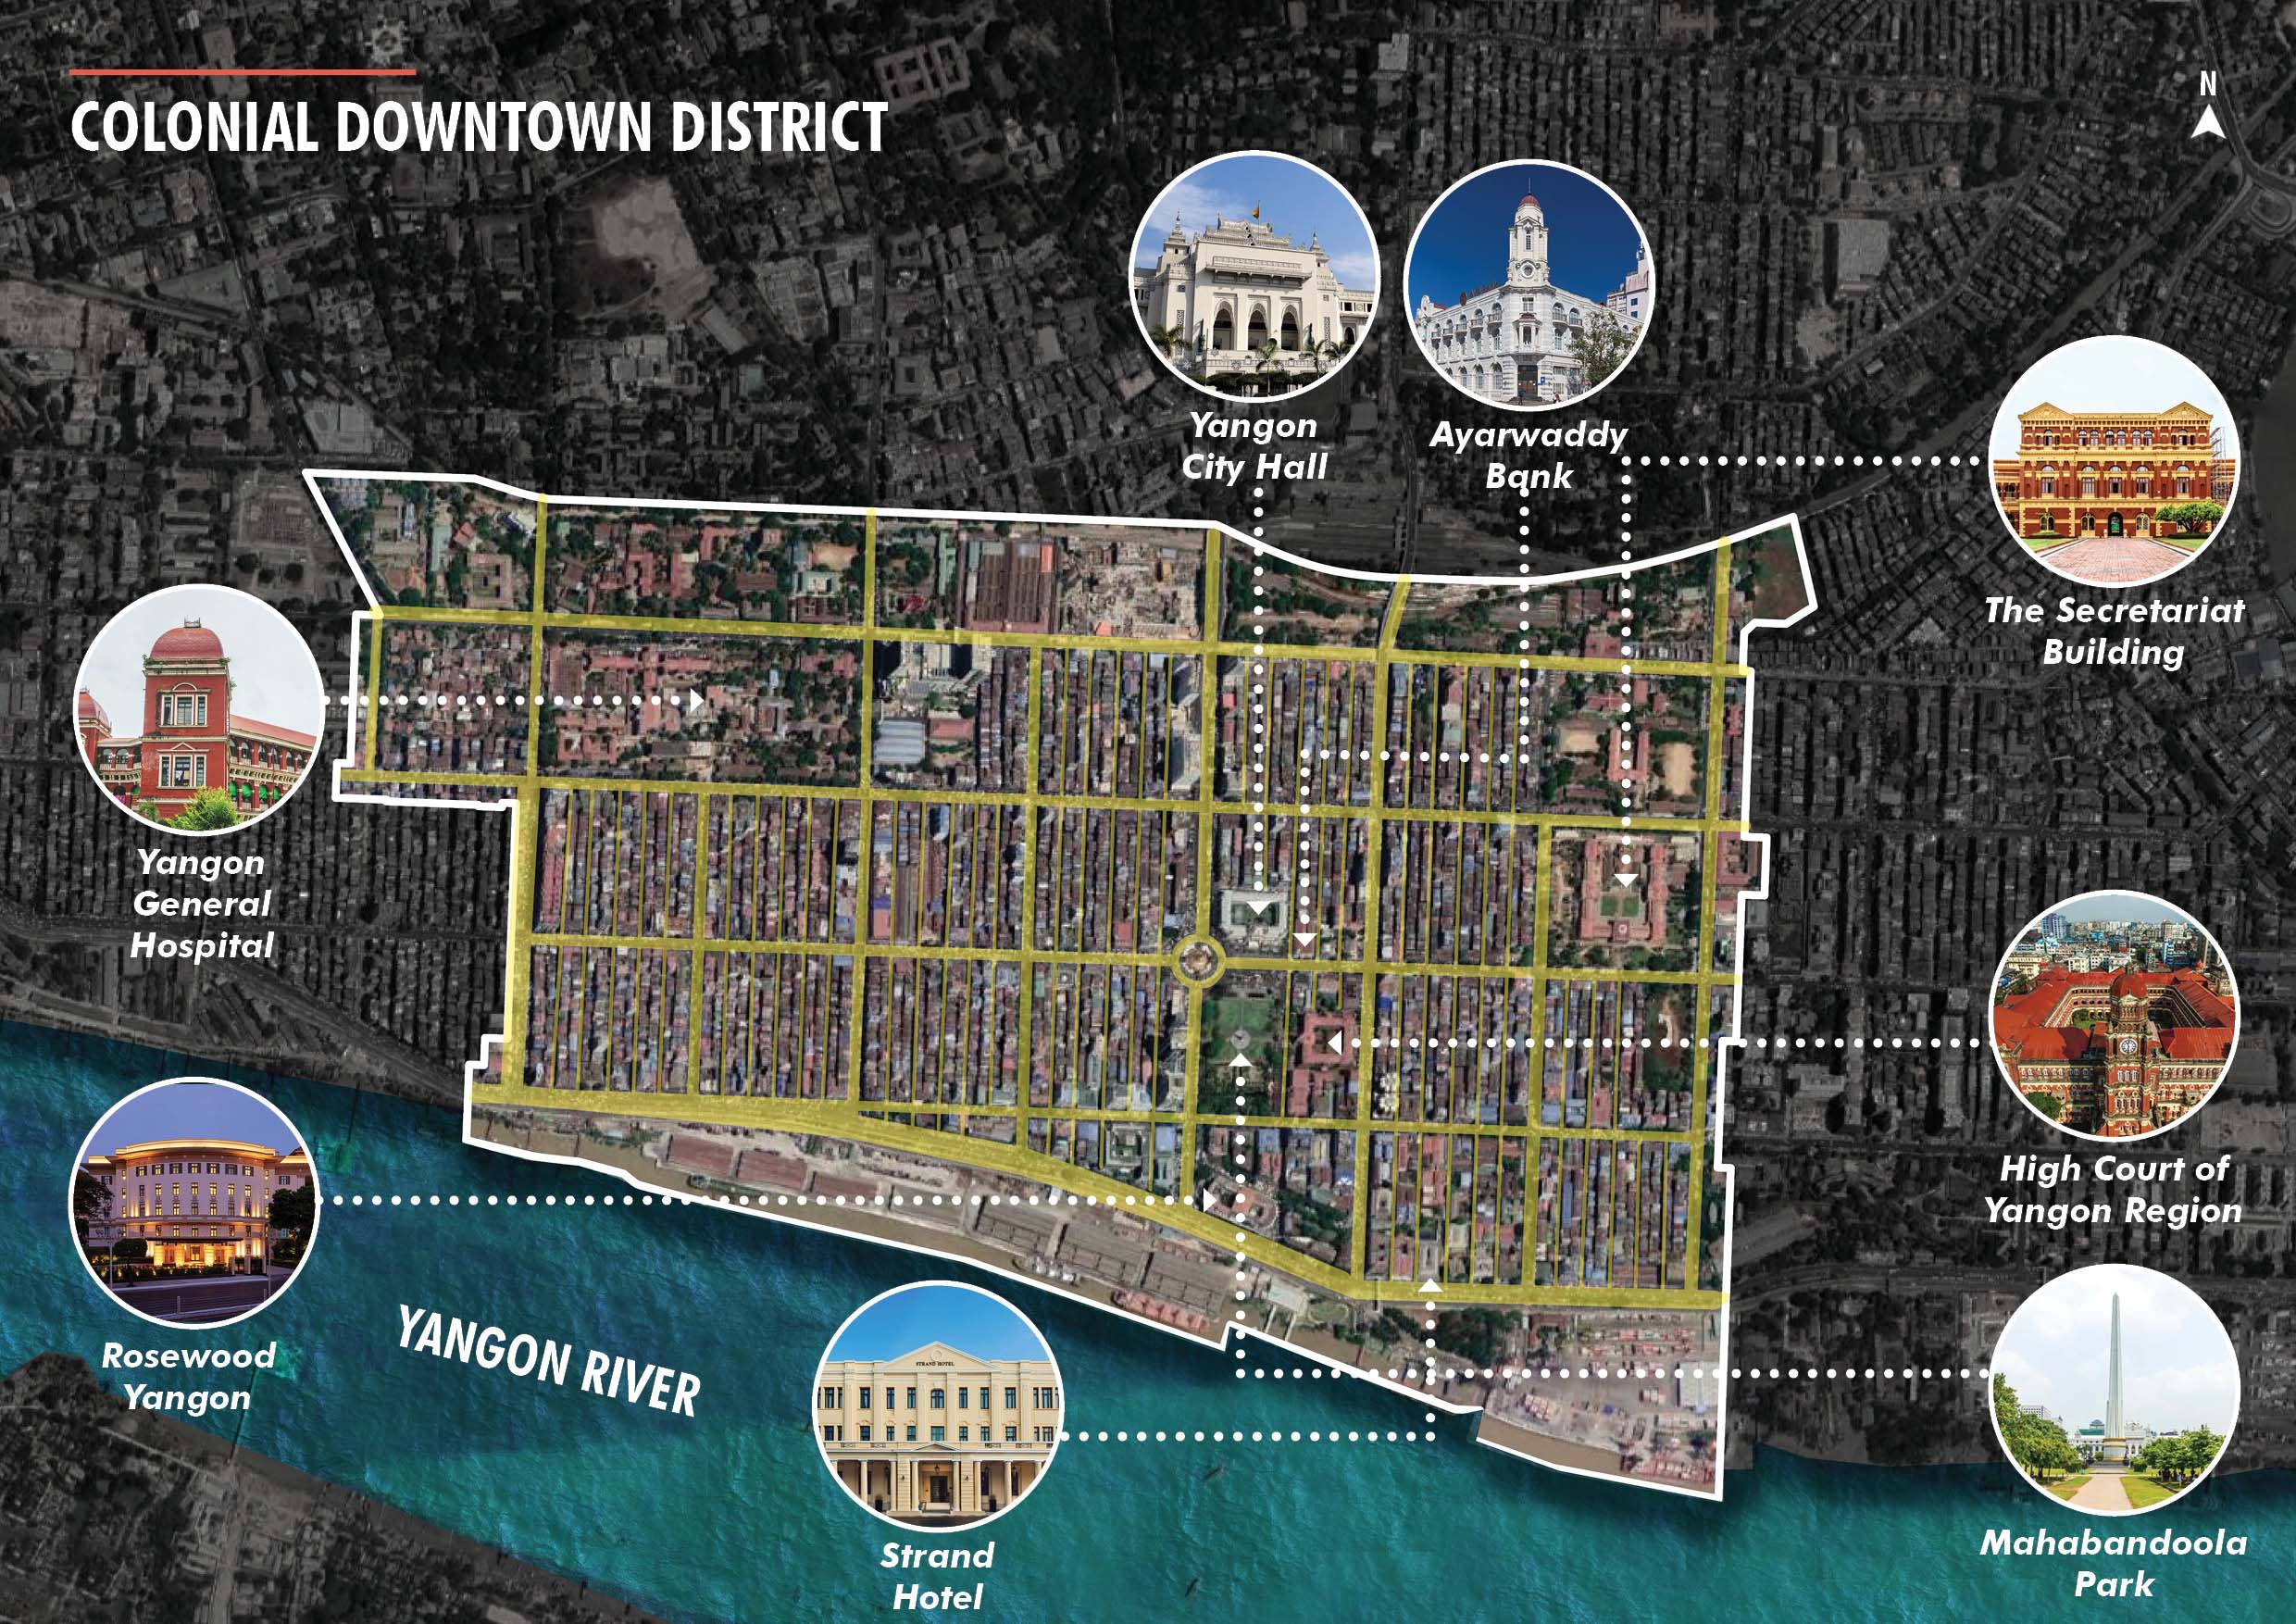 COLONIAL DOWNTOWN DISTRICT
N
Yangon
City Hall
Ayarwaddy
Bank
The Secretariat
Building
Yangon
General
Hospital
High Court of
Yangon Region
Rosewood
Yangon
YANGON RIVER
STRAND HOTEL
Strand
Hotel
Mahabandoola
Park